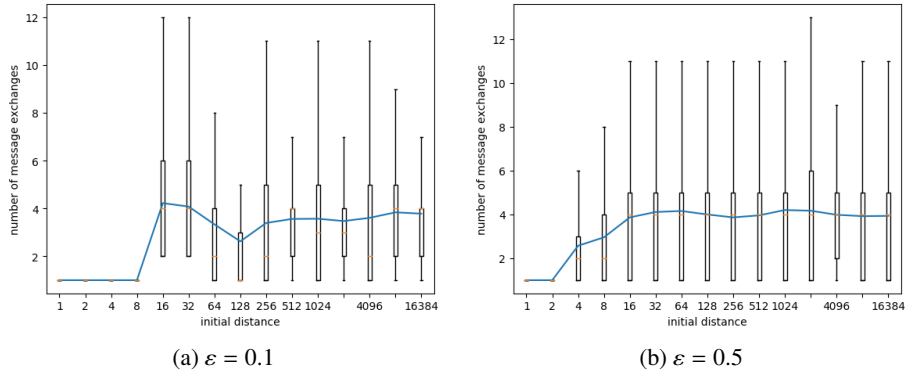 12
10
8
6
4
2
number of message exchanges
1 2 4 8 16 32 64 128 256 512 1024 4096 16384
initial distance
(a) ε = 0.1
12
10
8
6
4
2
number of message exchanges
1 2 4 8 16 32 64 128 256 512 1024 4096 16384
initial distance
(b) ε = 0.5